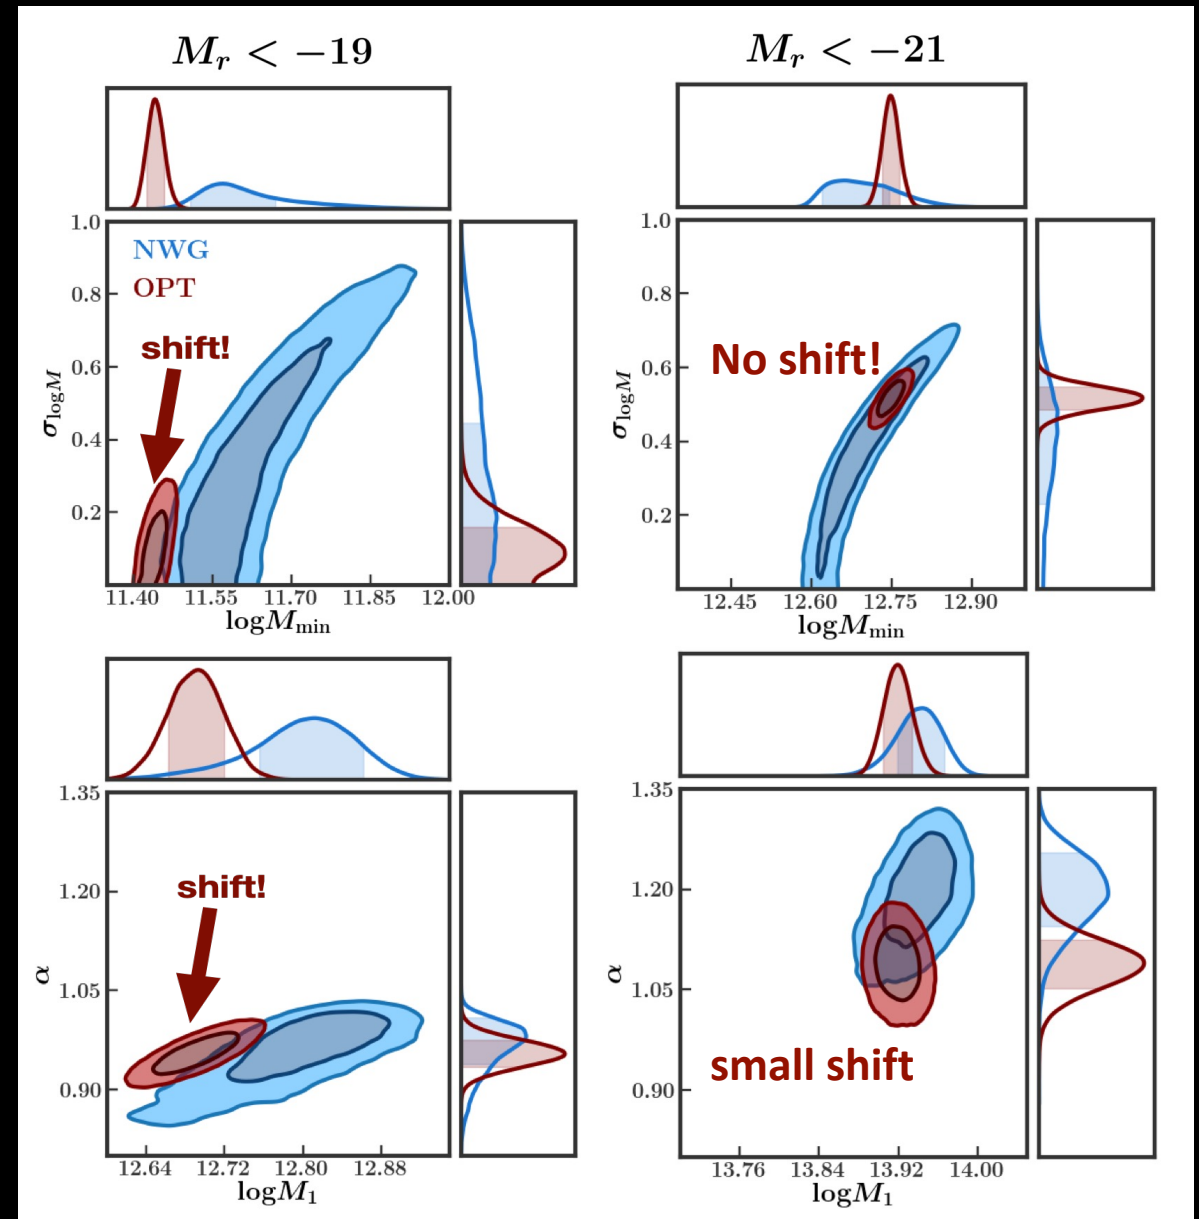 M_r < −19
M_r < −21
1.0
0.8
0.6
0.4
0.2
σ_logM
NWG
OPT
shift!
11.40 11.55 11.70 11.85 12.00
logM_min
1.0
0.8
0.6
0.4
0.2
σ_logM
No shift!
12.45 12.60 12.75 12.90
logM_min
1.35
1.20
1.05
0.90
α
shift!
12.64 12.72 12.80 12.88
logM_1
1.35
1.20
1.05
0.90
α
small shift
13.76 13.84 13.92 14.00
logM_1